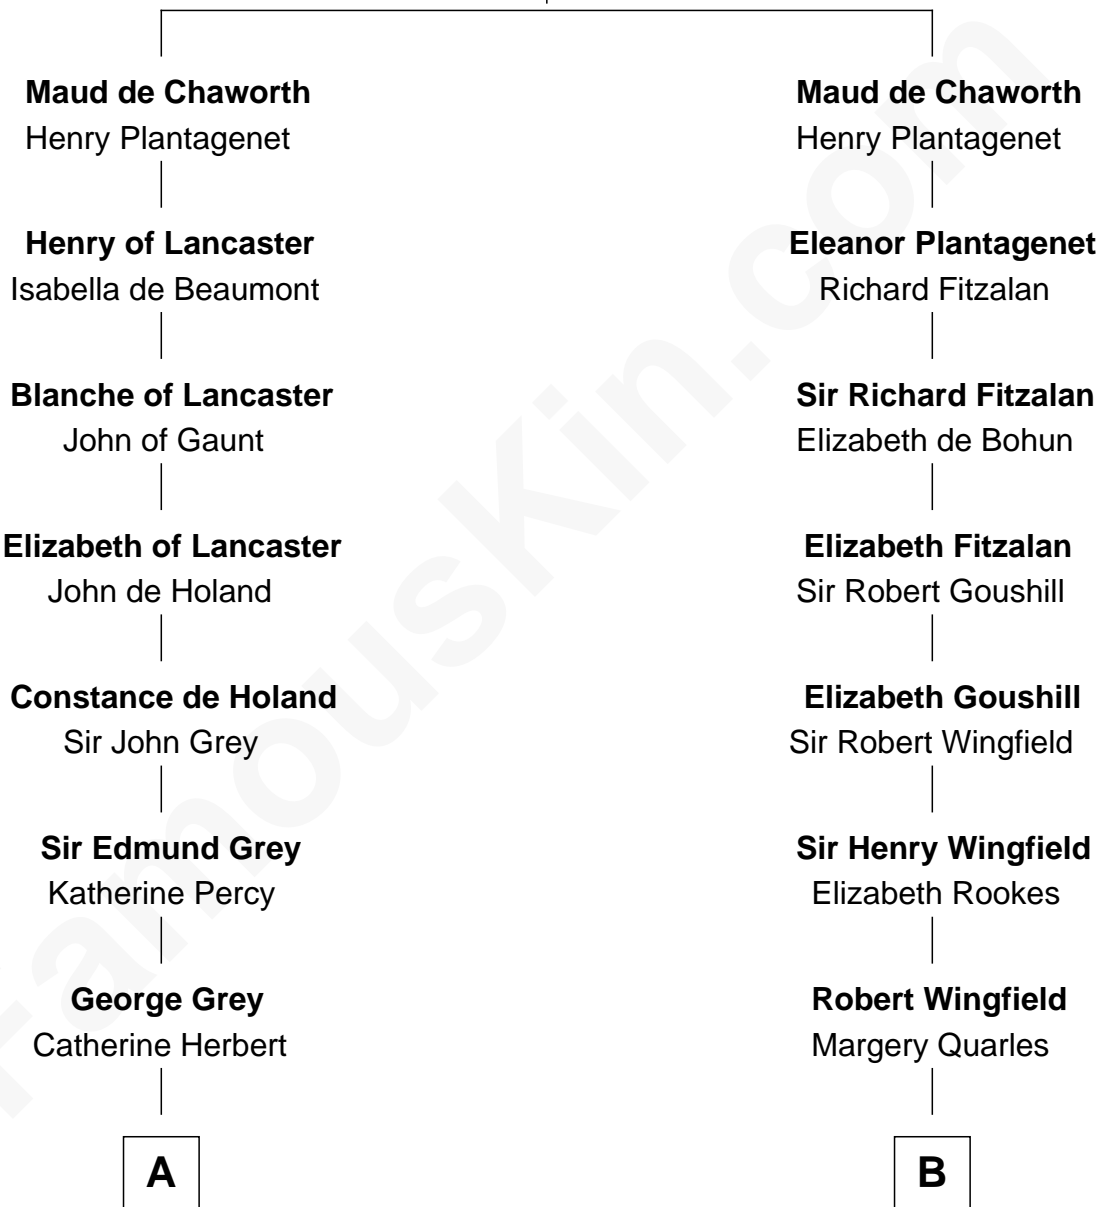 Maud de Chaworth
Henry Plantagenet
Henry of Lancaster
Isabella de Beaumont
Blanche of Lancaster
John of Gaunt
Elizabeth of Lancaster
John de Holand
Constance de Holand
Sir John Grey
Sir Edmund Grey
Katherine Percy
George Grey
Catherine Herbert
A
Maud de Chaworth
Henry Plantagenet
Eleanor Plantagenet
Richard Fitzalan
Sir Richard Fitzalan
Elizabeth de Bohun
Elizabeth Fitzalan
Sir Robert Goushill
Elizabeth Goushill
Sir Robert Wingfield
Sir Henry Wingfield
Elizabeth Rookes
Robert Wingfield
Margery Quarles
B
FamousKin.com